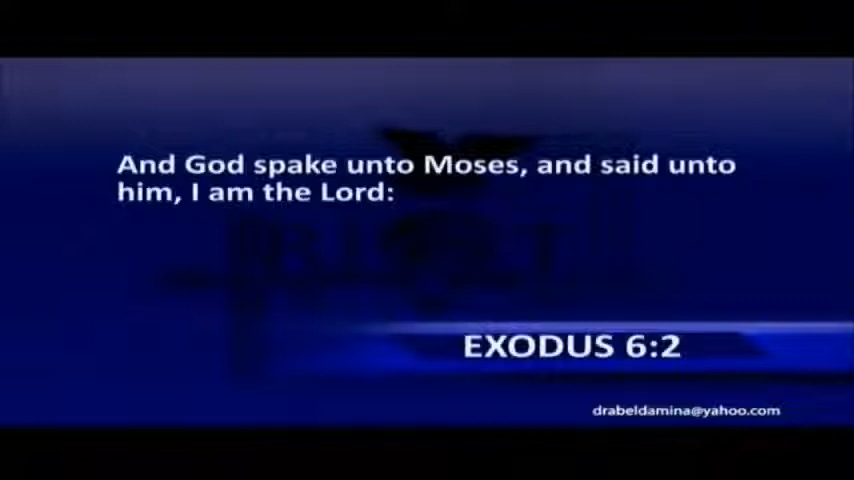 And God spake unto Moses, and said unto
him, I am the Lord:
EXODUS 6:2
drabeldamina@yahoo.com